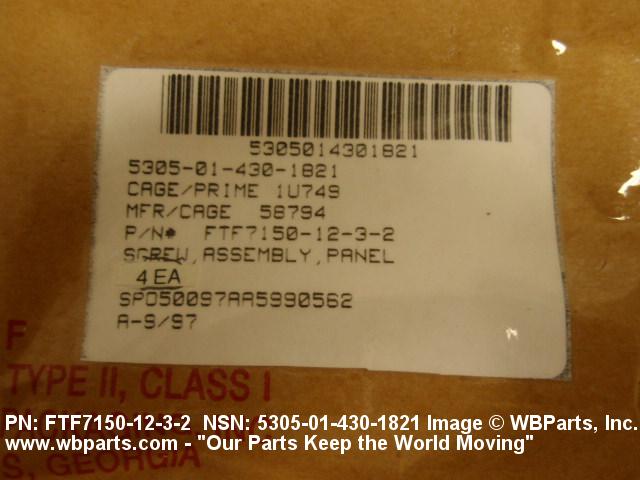 5305014301821
5305-01-430-1821
CAGE/PRIME 1U749
MFR/CAGE 58794
P/N* FTF7150-12-3-2
SCREW,ASSEMBLY,PANEL
4 EA
SPO50097AA5990562
A-9/97
F
TYPE II, CLASS I
PN: FTF7150-12-3-2 NSN: 5305-01-430-1821 Image © WBParts, Inc.
www.wbparts.com - "Our Parts Keep the World Moving"
S, GEORGIA